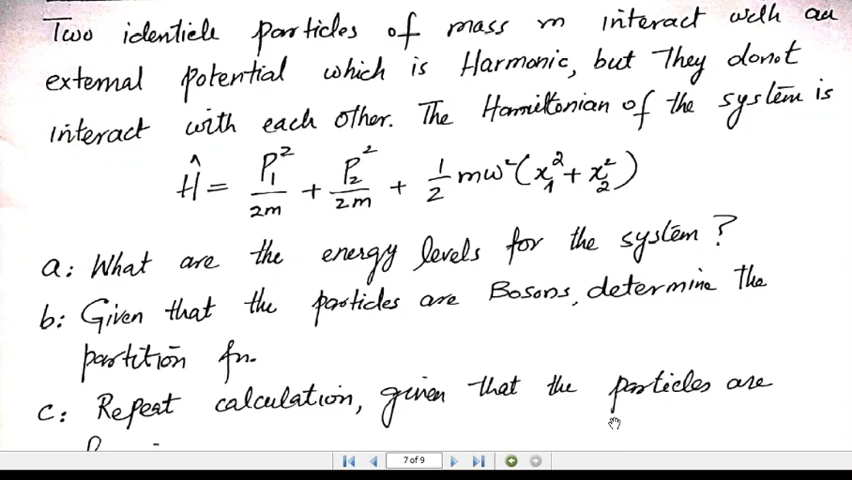 Two identicle particles of mass m interact with an
external potential which is Harmonic, but They donot
interact with each other. The Hamiltonian of the system is
Ĥ = P₁²/2m + P₂²/2m + 1/2 mω²(x₁² + x₂²)
a: What are the energy levels for the system?
b: Given that the particles are Bosons, determine the
partition fn.
c: Repeat calculation, given that the particles are
7 of 9